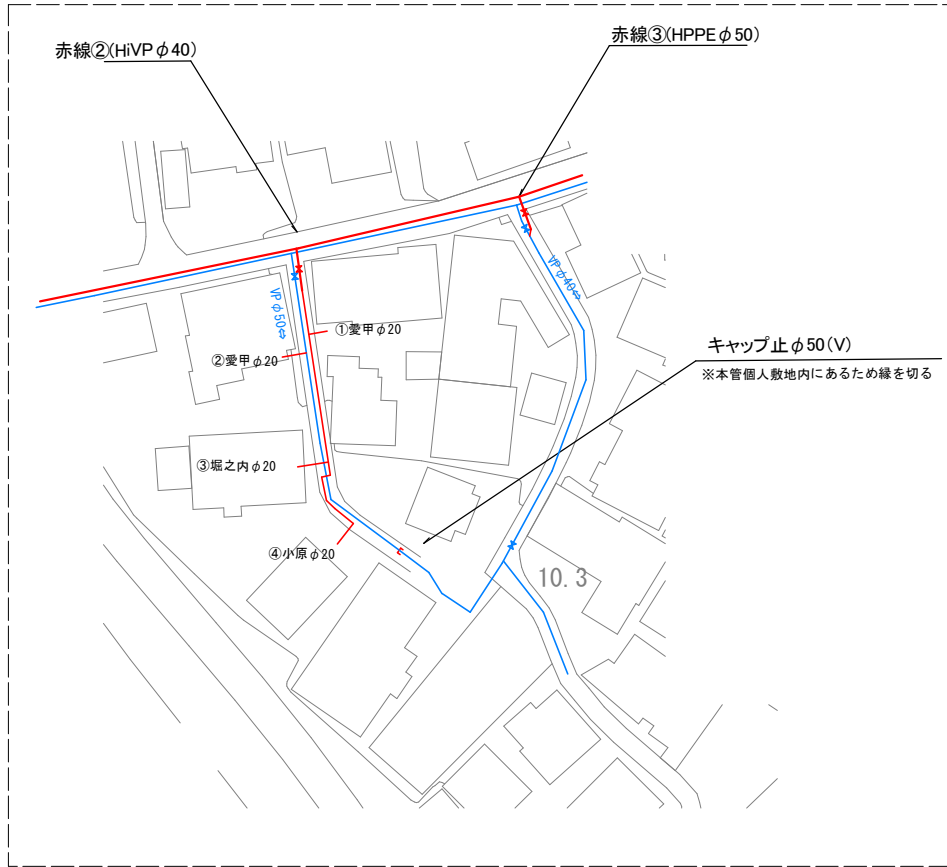 赤線②(HiVPφ40)
赤線③(HPPEφ50)
VPφ40⇔
VPφ50⇔
①愛甲φ20
②愛甲φ20
キャップ止φ50(V)
※本管個人敷地内にあるため縁を切る
③堀之内φ20
④小原φ20
10.3